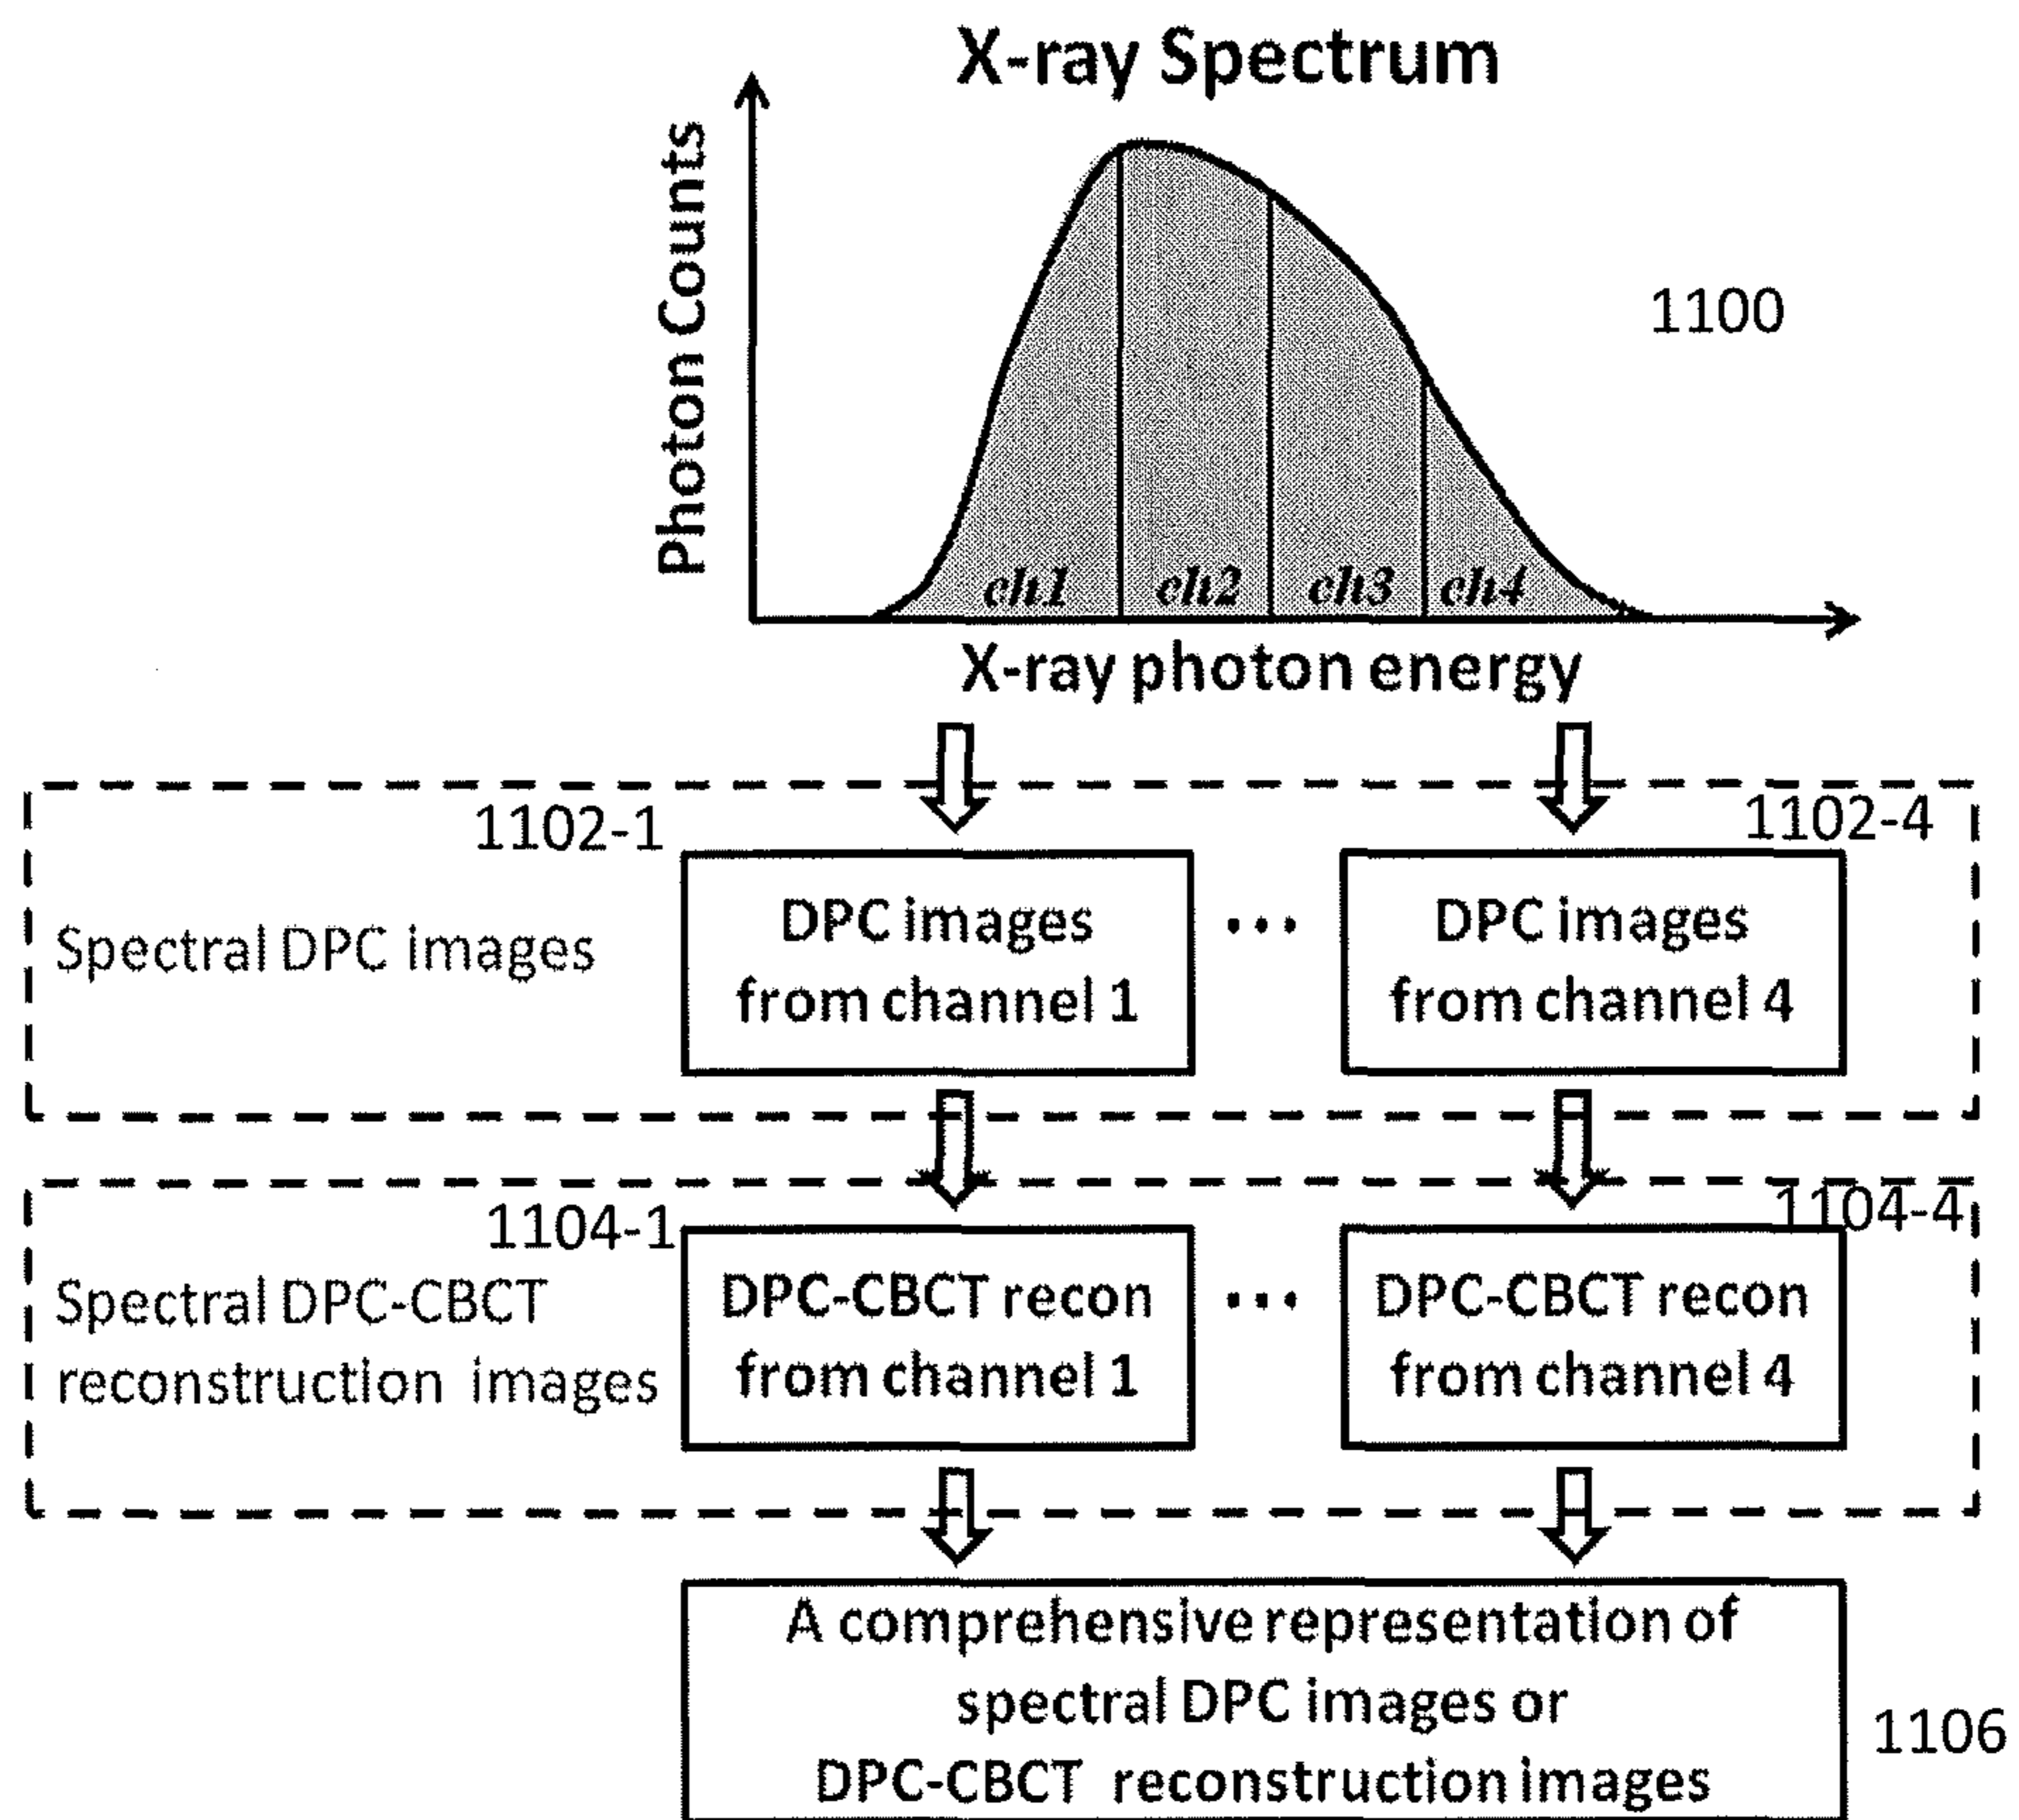 X-ray Spectrum
Photon Counts
1100
ch1 ch2 ch3 ch4
X-ray photon energy
1102-1
1102-4
Spectral DPC images
DPC images
from channel 1
...
DPC images
from channel 4
1104-1
1104-4
Spectral DPC-CBCT
reconstruction images
DPC-CBCT recon
from channel 1
...
DPC-CBCT recon
from channel 4
A comprehensive representation of
spectral DPC images or
DPC-CBCT reconstruction images
1106